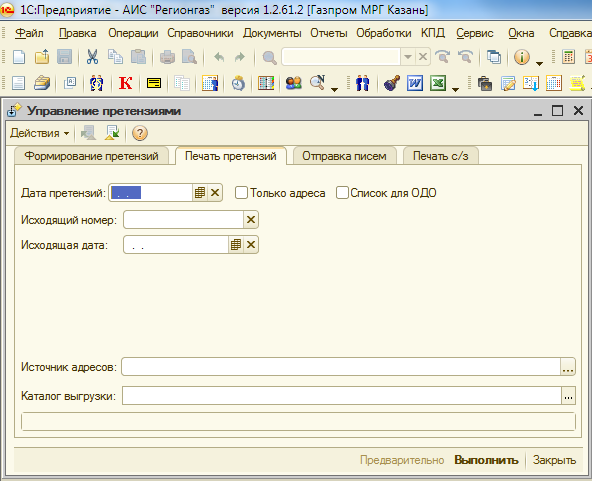 1С:Предприятие - АИС "Регионгаз" версия 1.2.61.2 [Газпром МРГ Казань]
Файл Правка Операции Справочники Документы Отчеты Обработки КПД Сервис Окна Справка
Управление претензиями
Действия
Формирование претензий Печать претензий Отправка писем Печать с/з
Дата претензий: . . Только адреса Список для ОДО
Исходящий номер:
Исходящая дата: . .
Источник адресов: ...
Каталог выгрузки: ...
Предварительно Выполнить Закрыть